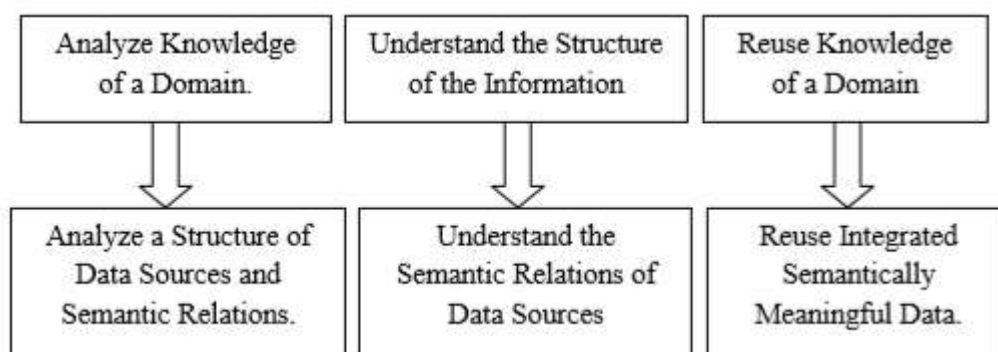 Analyze Knowledge
of a Domain.
Understand the Structure
of the Information
Reuse Knowledge
of a Domain
Analyze a Structure of
Data Sources and
Semantic Relations.
Understand the
Semantic Relations of
Data Sources
Reuse Integrated
Semantically
Meaningful Data.